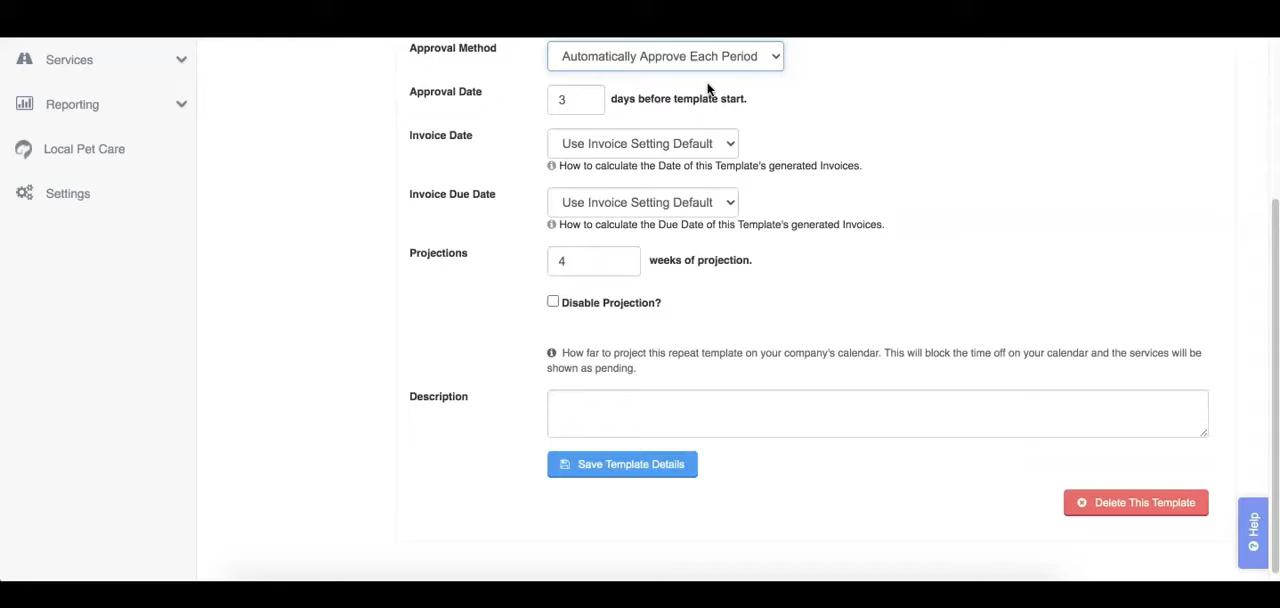 Services
Reporting
Local Pet Care
Settings
Approval Method
Automatically Approve Each Period
Approval Date
3
days before template start.
Invoice Date
Use Invoice Setting Default
How to calculate the Date of this Template's generated Invoices.
Invoice Due Date
Use Invoice Setting Default
How to calculate the Due Date of this Template's generated Invoices.
Projections
4
weeks of projection.
Disable Projection?
How far to project this repeat template on your company's calendar. This will block the time off on your calendar and the services will be
shown as pending.
Description
Save Template Details
Delete This Template
Help